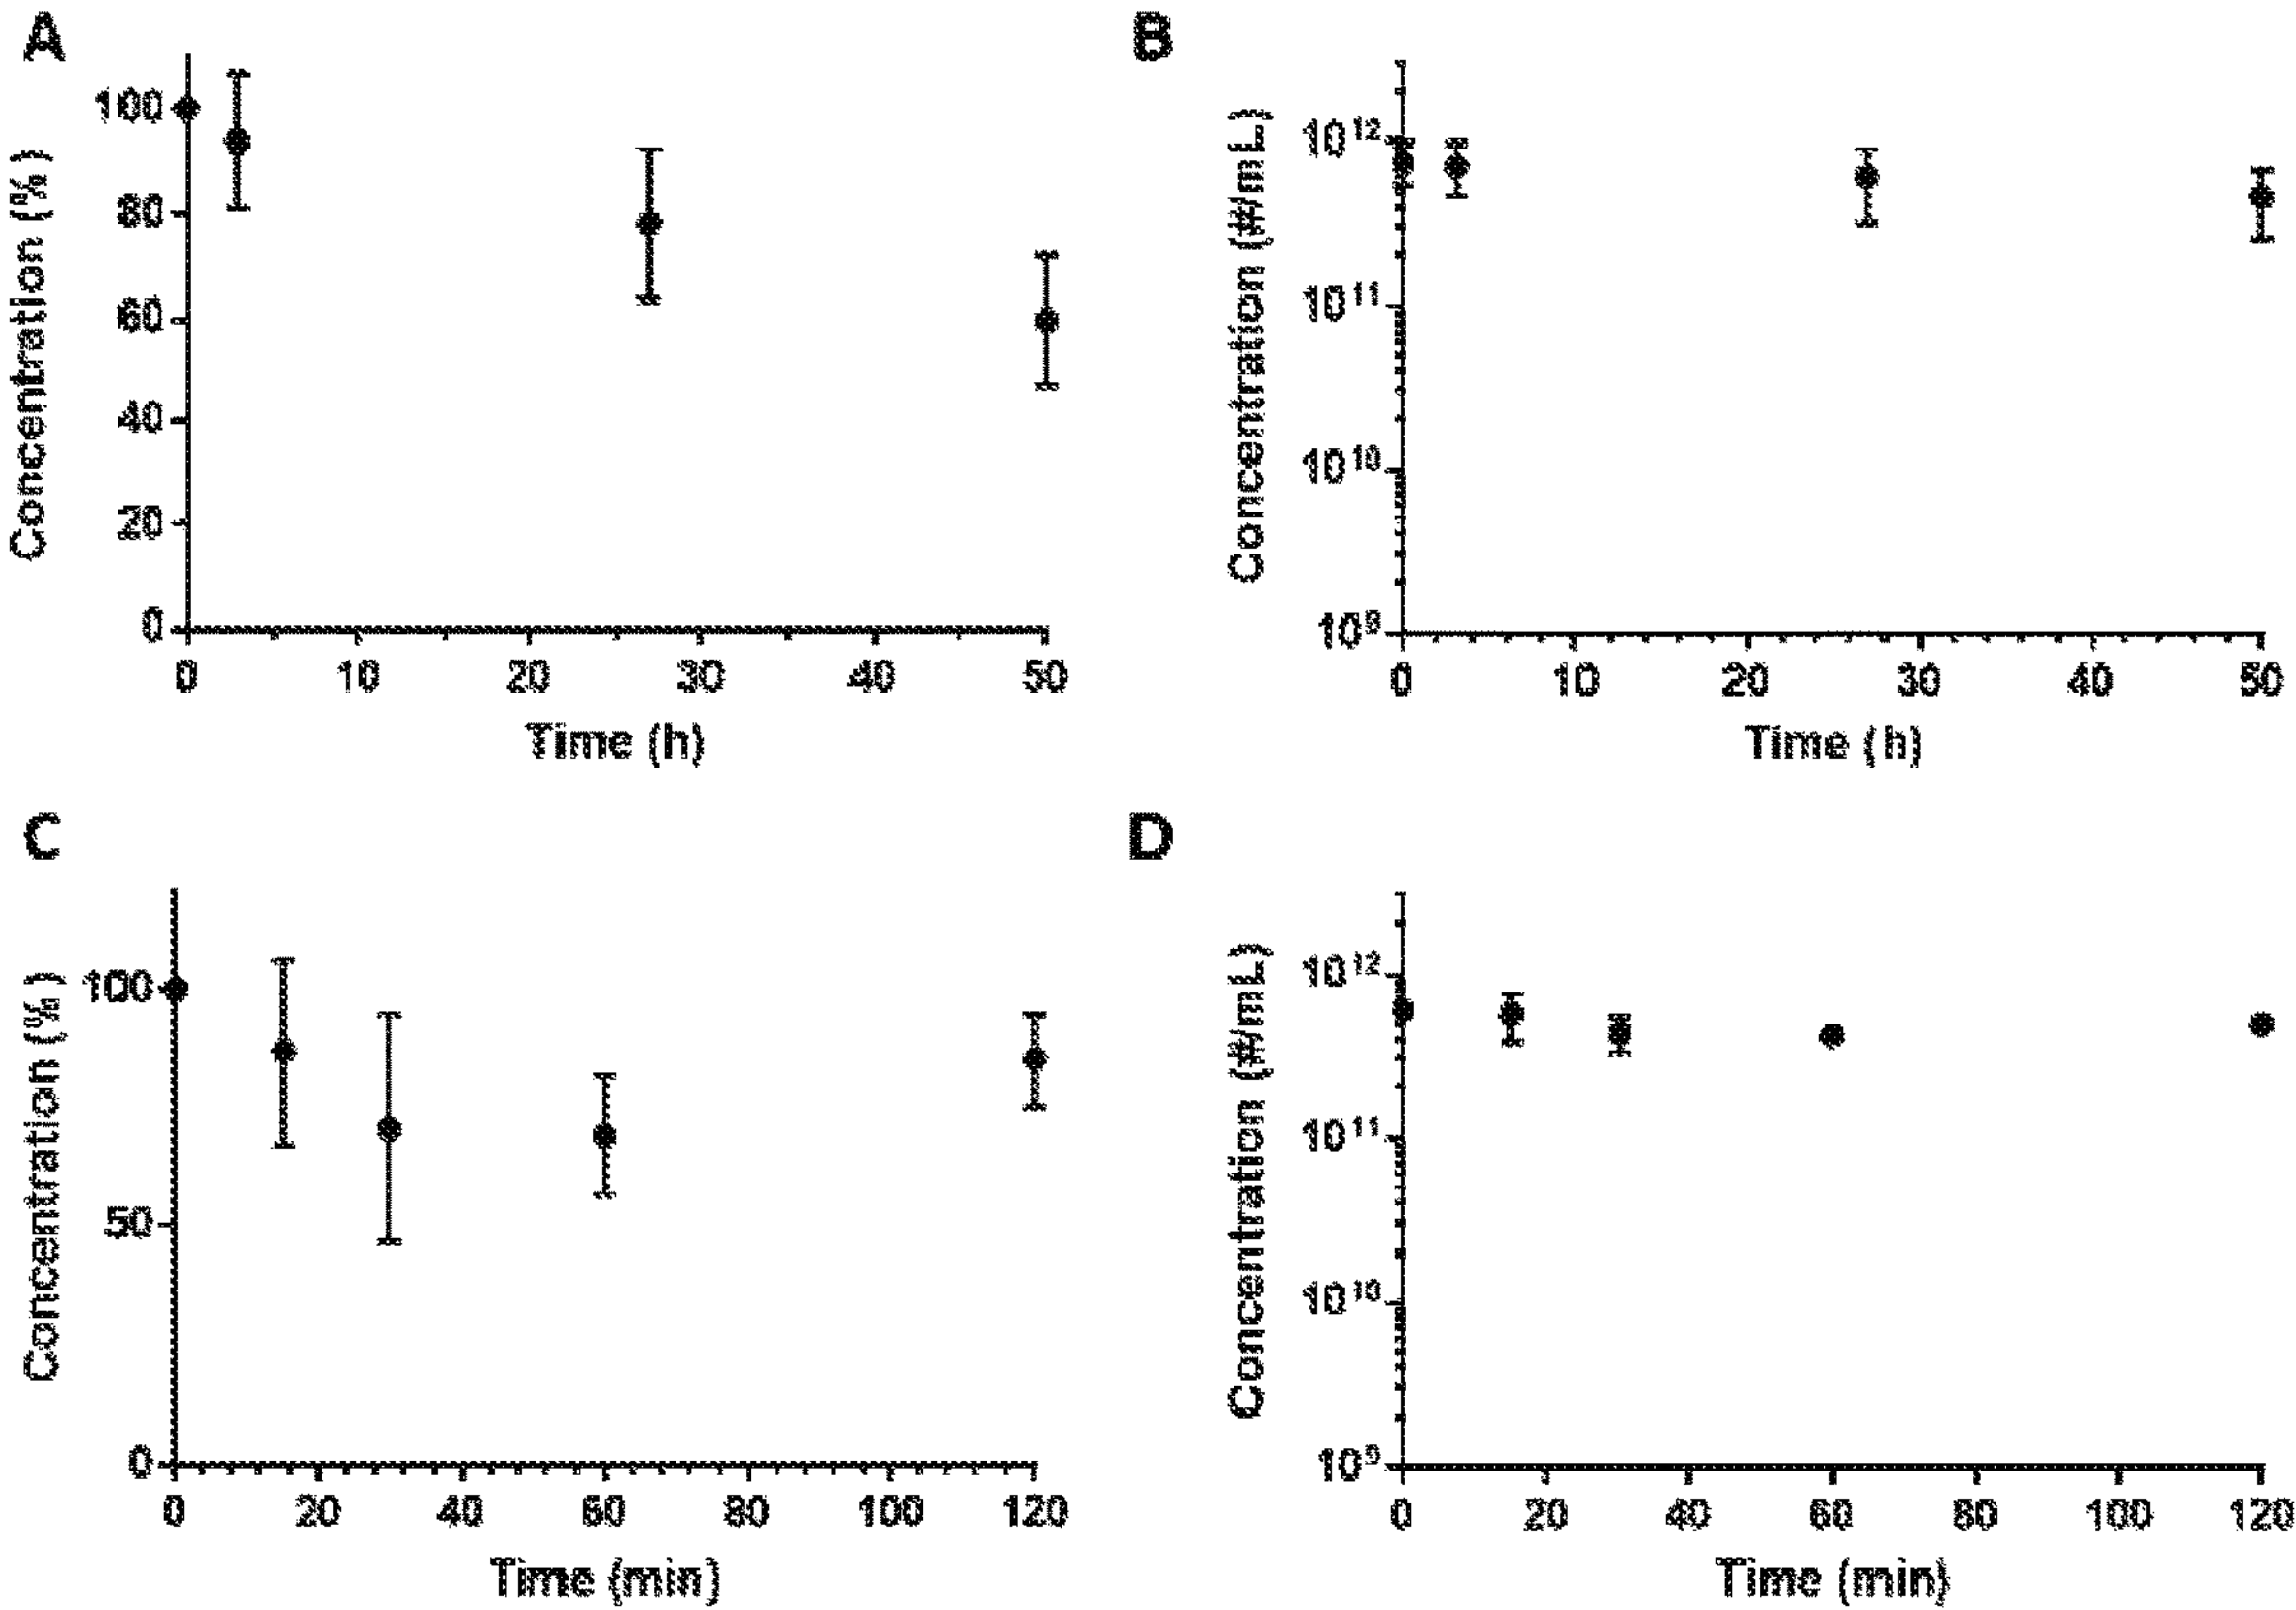 A
Concentration (%)
100
80
60
40
20
0
0 10 20 30 40 50
Time (h)
B
Concentration (#/mL)
10¹²
10¹¹
10¹⁰
10⁹
0 10 20 30 40 50
Time (h)
C
Concentration (%)
100
50
0
0 20 40 60 80 100 120
Time (min)
D
Concentration (#/mL)
10¹²
10¹¹
10¹⁰
10⁹
0 20 40 60 80 100 120
Time (min)